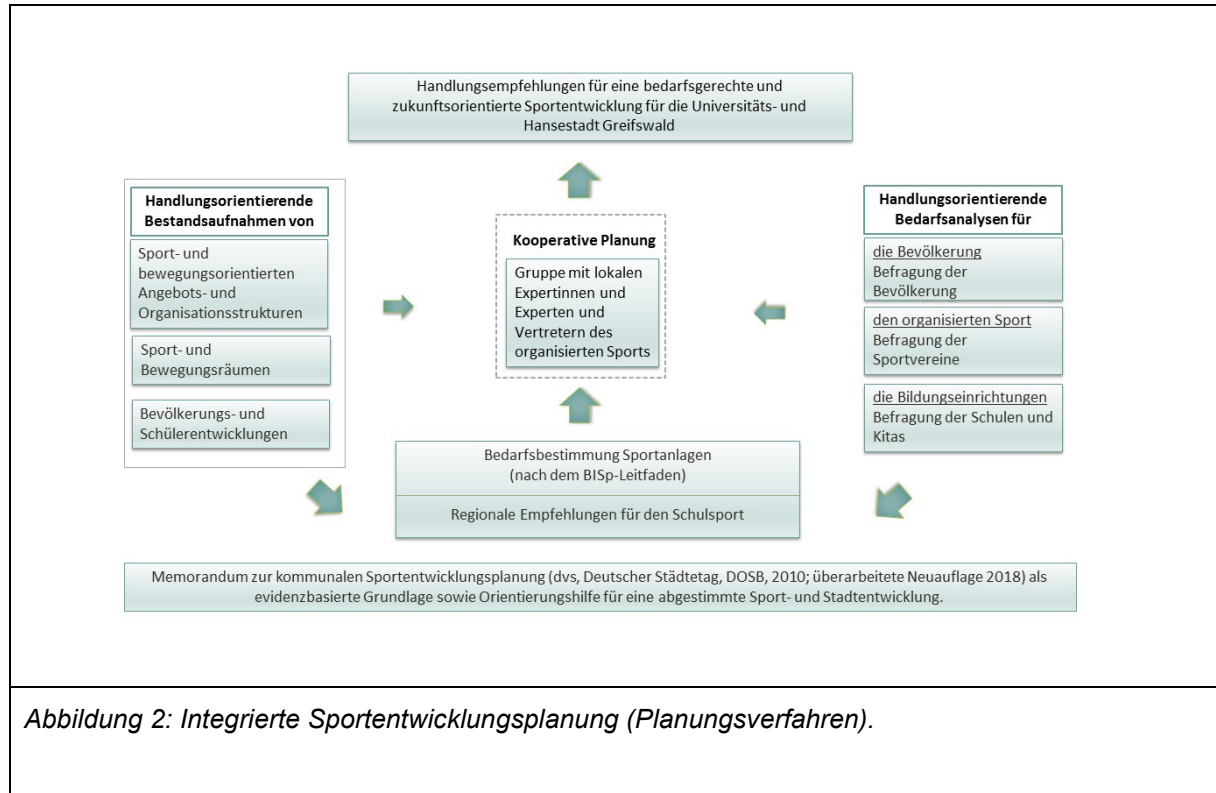 Handlungsempfehlungen für eine bedarfsgerechte und
zukunftsorientierte Sportentwicklung für die Universitäts- und
Hansestadt Greifswald
Handlungsorientierende
Bestandsaufnahmen von
Sport- und
bewegungsorientierten
Angebots- und
Organisationsstrukturen
Sport- und
Bewegungsräumen
Bevölkerungs- und
Schülerentwicklungen
Kooperative Planung
Gruppe mit lokalen
Expertinnen und
Experten und
Vertretern des
organisierten Sports
Handlungsorientierende
Bedarfsanalysen für
die Bevölkerung
Befragung der
Bevölkerung
den organisierten Sport
Befragung der
Sportvereine
die Bildungseinrichtungen
Befragung der Schulen und
Kitas
Bedarfsbestimmung Sportanlagen
(nach dem BISp-Leitfaden)
Regionale Empfehlungen für den Schulsport
Memorandum zur kommunalen Sportentwicklungsplanung (dvs, Deutscher Städtetag, DOSB, 2010; überarbeitete Neuauflage 2018) als
evidenzbasierte Grundlage sowie Orientierungshilfe für eine abgestimmte Sport- und Stadtentwicklung.
Abbildung 2: Integrierte Sportentwicklungsplanung (Planungsverfahren).